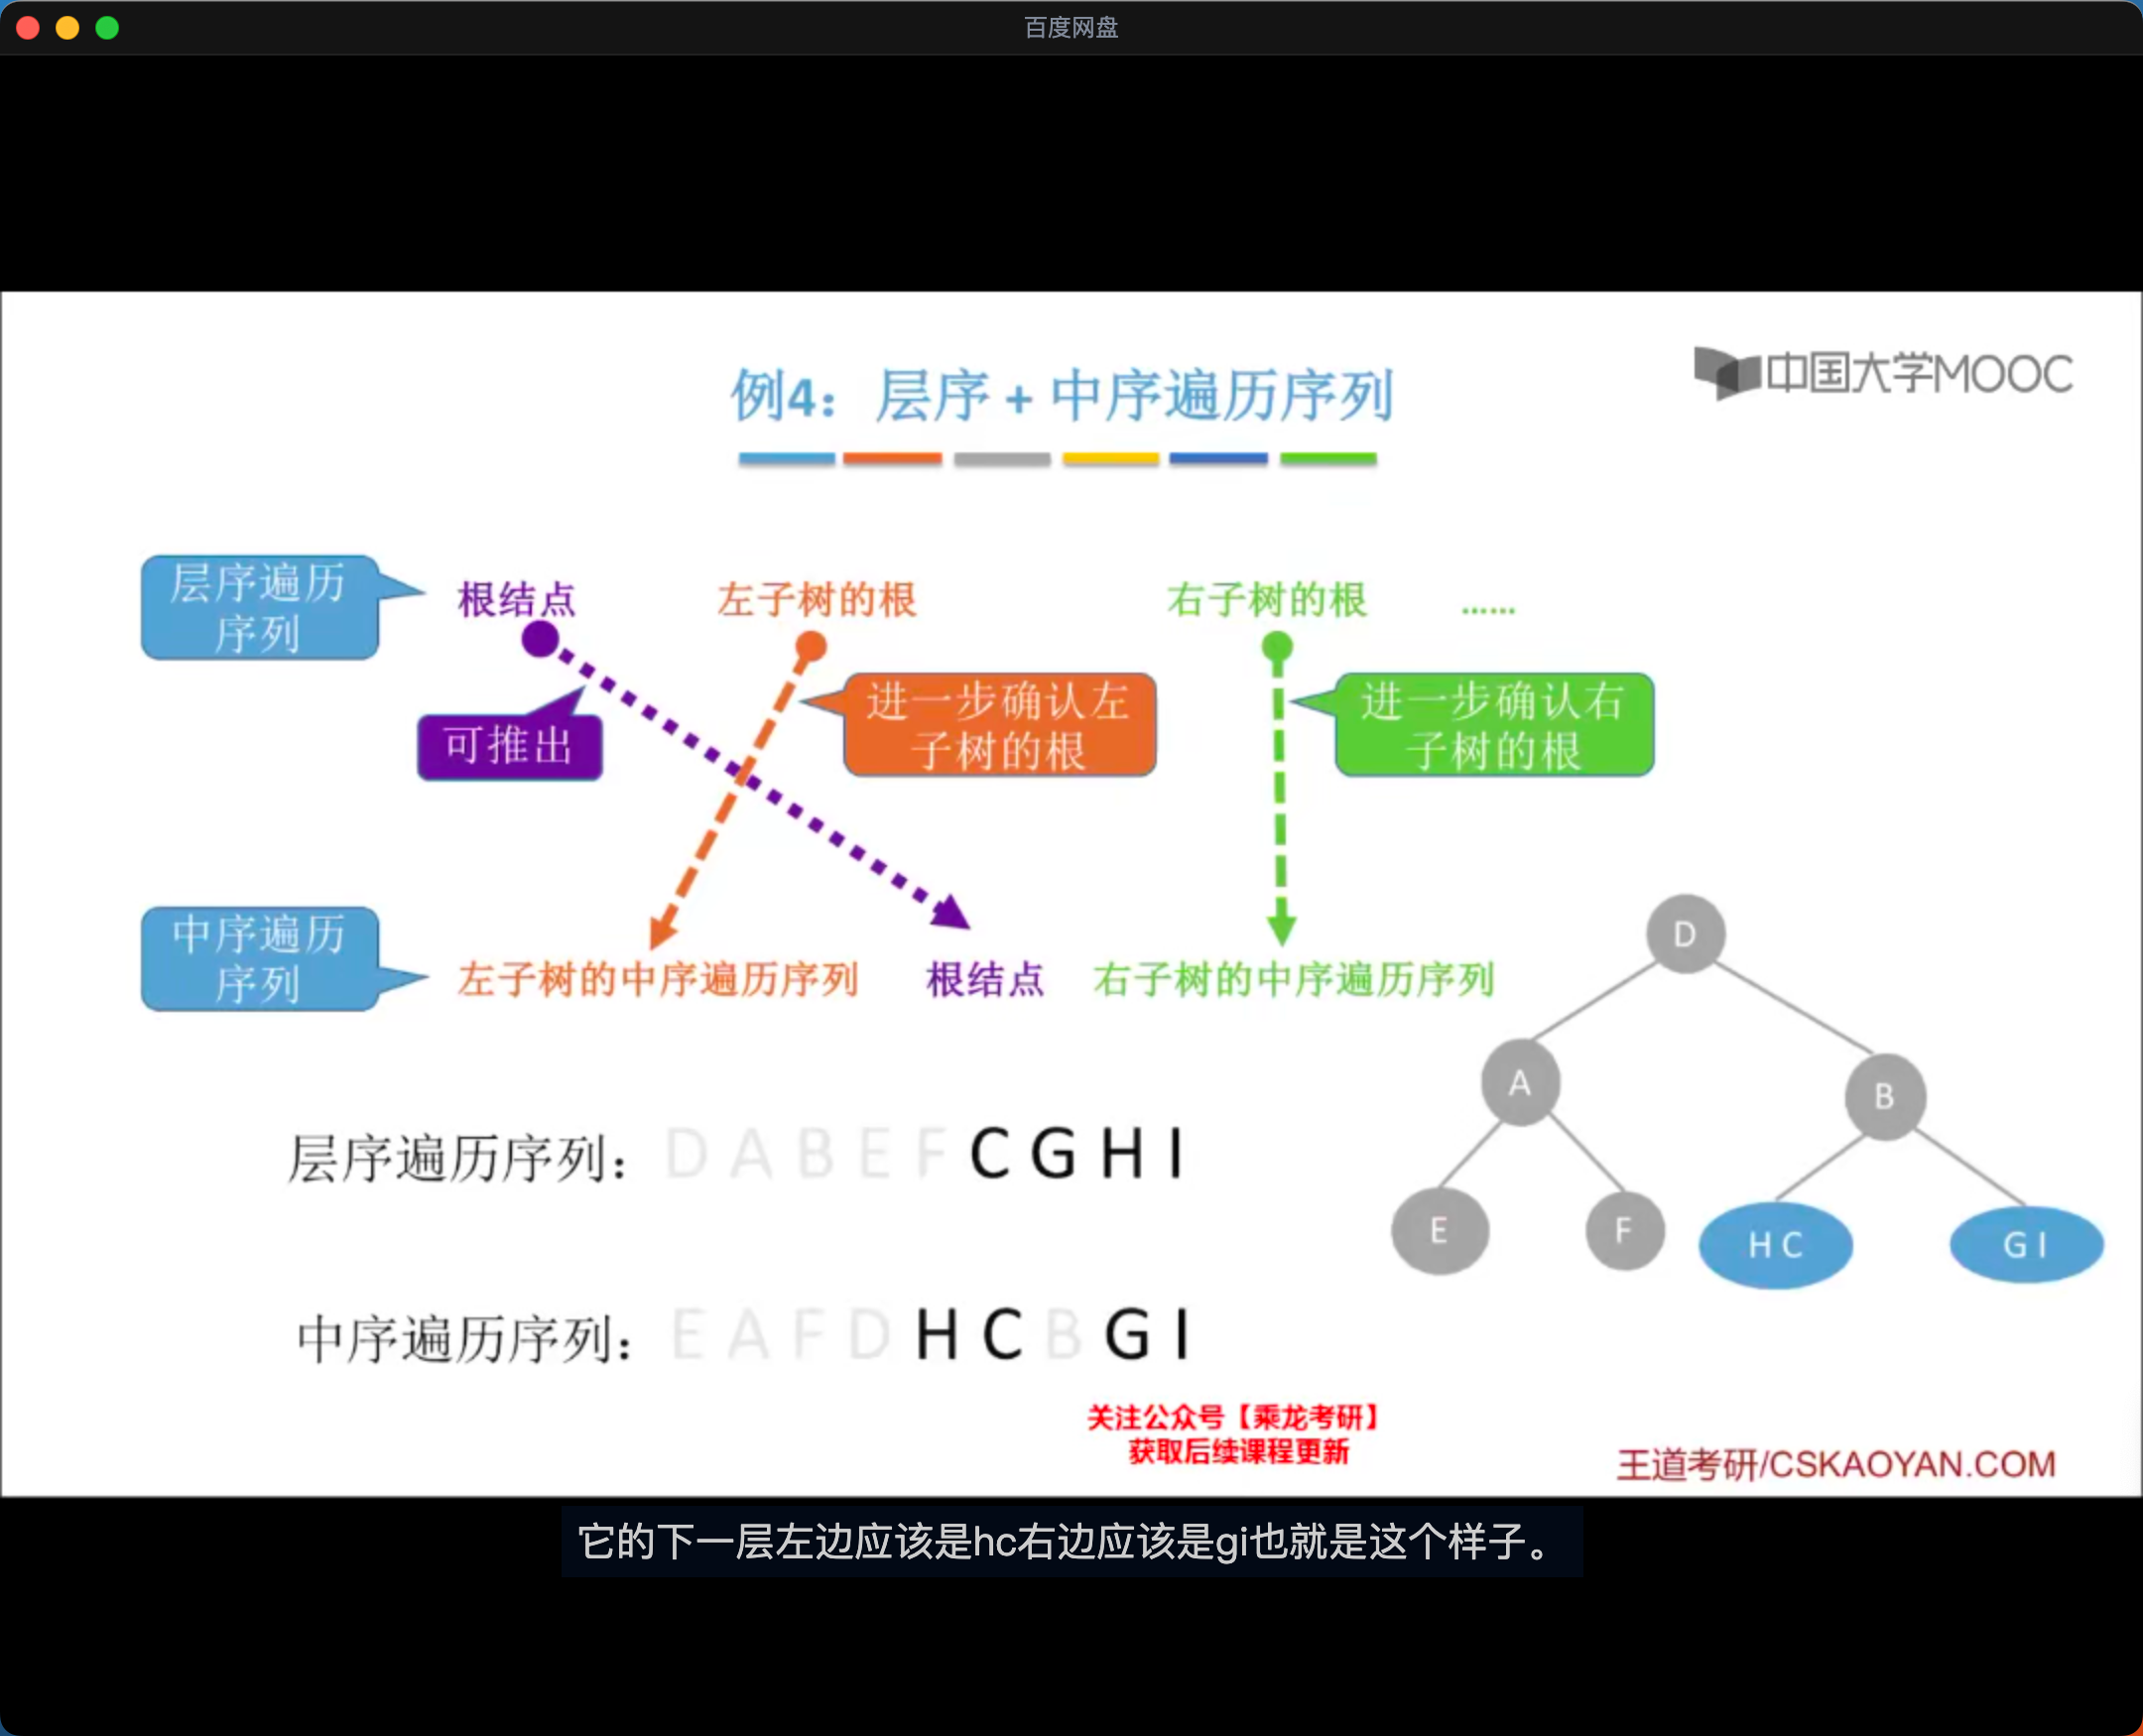 百度网盘
中国大学MOOC
例4：层序 + 中序遍历序列
层序遍历
序列
根结点
左子树的根
右子树的根
......
可推出
进一步确认左
子树的根
进一步确认右
子树的根
中序遍历
序列
左子树的中序遍历序列
根结点
右子树的中序遍历序列
D
A
B
E
F
H C
G I
层序遍历序列： D A B E F C G H I
中序遍历序列： E A F D H C B G I
关注公众号【乘龙考研】
获取后续课程更新
王道考研/CSKAOYAN.COM
它的下一层左边应该是hc右边应该是gi也就是这个样子。